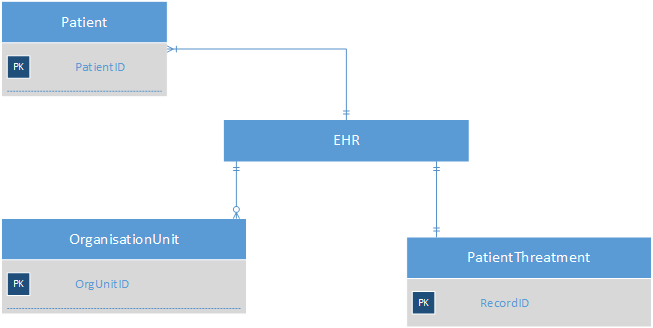 Patient
PK PatientID
EHR
OrganisationUnit
PK OrgUnitID
PatientThreatment
PK RecordID